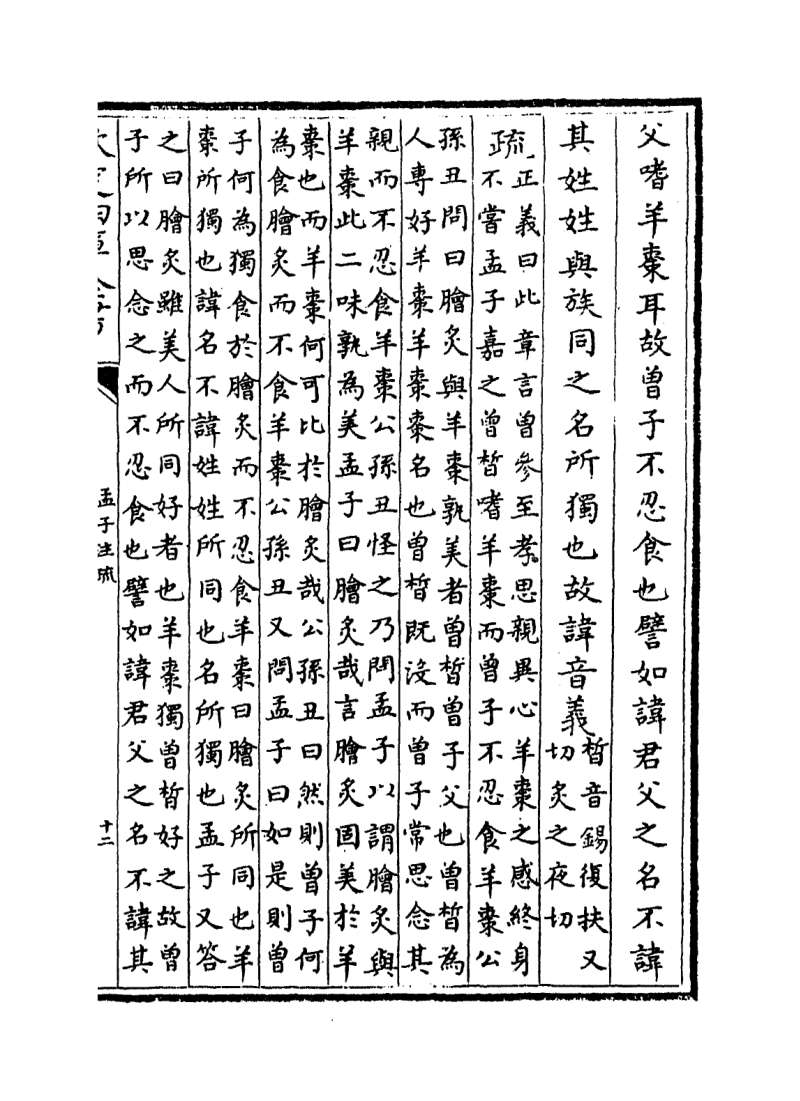 父嗜羊棗耳故曾子不忍食也譬如諱君父之名不諱
其姓姓與族同之名所獨也故諱音義
晳音錫復扶又
切炙之夜切
疏
正義曰此章言曾參至孝思親異心羊棗之感終身
不嘗孟子嘉之曾晳嗜羊棗而曾子不忍食羊棗公
孫丑問曰膾炙與羊棗孰美者曾晳曾子父也曾晳為
人專好羊棗羊棗棗名也曾晳既沒而曾子常思念其
親而不忍食羊棗公孫丑怪之乃問孟子以謂膾炙與
羊棗此二味孰為美孟子曰膾炙哉言膾炙固美於羊
棗也而羊棗何可比於膾炙哉公孫丑曰然則曾子何
為食膾炙而不食羊棗公孫丑又問孟子曰如是則曾
子何為獨食於膾炙而不忍食羊棗曰膾炙所同也羊
棗所獨也諱名不諱姓姓所同也名所獨也孟子又答
之曰膾炙雖美人所同好者也羊棗獨曾晳好之故曾
子所以思念之而不忍食也譬如諱君父之名不諱其
孟子注疏
十二